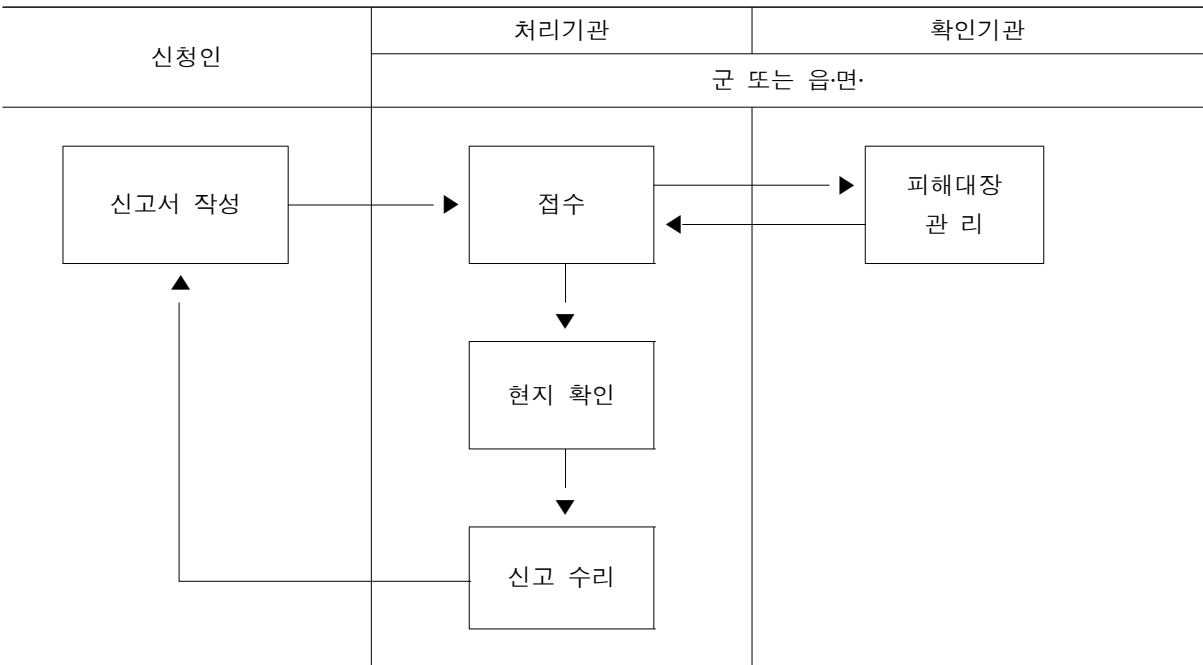 신청인
처리기관
확인기관
군 또는 읍·면·
신고서 작성
접수
피해대장
관 리
현지 확인
신고 수리